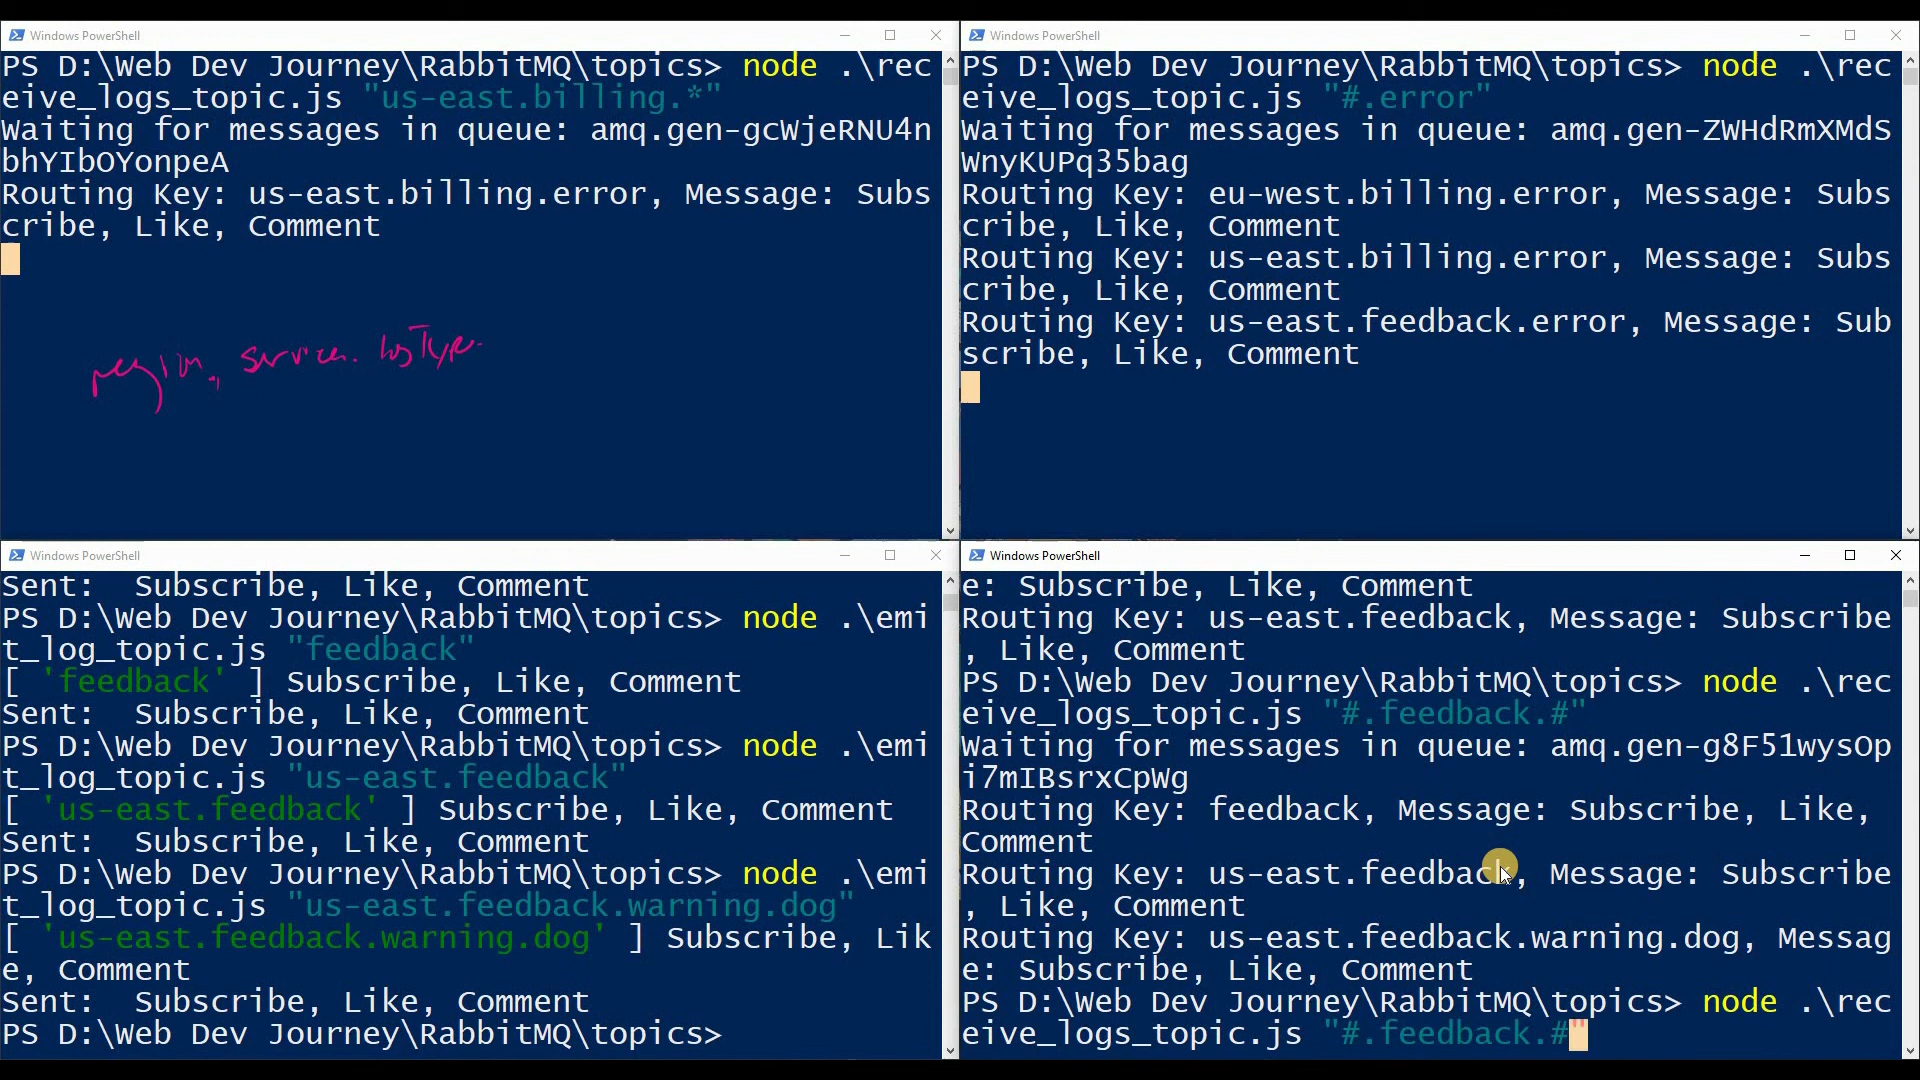 Windows PowerShell
PS D:\Web Dev Journey\RabbitMQ\topics> node .\rec
eive_logs_topic.js "us-east.billing.*"
Waiting for messages in queue: amq.gen-gcWjeRNU4n
bhYIbOYonpeA
Routing Key: us-east.billing.error, Message: Subs
cribe, Like, Comment
region. service. logType.
Windows PowerShell
PS D:\Web Dev Journey\RabbitMQ\topics> node .\rec
eive_logs_topic.js "#.error"
Waiting for messages in queue: amq.gen-ZWHdRmXMdS
WnyKUPq35bag
Routing Key: eu-west.billing.error, Message: Subs
cribe, Like, Comment
Routing Key: us-east.billing.error, Message: Subs
cribe, Like, Comment
Routing Key: us-east.feedback.error, Message: Sub
scribe, Like, Comment
Windows PowerShell
Sent:  Subscribe, Like, Comment
PS D:\Web Dev Journey\RabbitMQ\topics> node .\emi
t_log_topic.js "feedback"
[ 'feedback' ] Subscribe, Like, Comment
Sent:  Subscribe, Like, Comment
PS D:\Web Dev Journey\RabbitMQ\topics> node .\emi
t_log_topic.js "us-east.feedback"
[ 'us-east.feedback' ] Subscribe, Like, Comment
Sent:  Subscribe, Like, Comment
PS D:\Web Dev Journey\RabbitMQ\topics> node .\emi
t_log_topic.js "us-east.feedback.warning.dog"
[ 'us-east.feedback.warning.dog' ] Subscribe, Lik
e, Comment
Sent:  Subscribe, Like, Comment
PS D:\Web Dev Journey\RabbitMQ\topics>
Windows PowerShell
e: Subscribe, Like, Comment
Routing Key: us-east.feedback, Message: Subscribe
, Like, Comment
PS D:\Web Dev Journey\RabbitMQ\topics> node .\rec
eive_logs_topic.js "#.feedback.#"
Waiting for messages in queue: amq.gen-g8F51wysOp
i7mIBsrxCpWg
Routing Key: feedback, Message: Subscribe, Like,
Comment
Routing Key: us-east.feedback, Message: Subscribe
, Like, Comment
Routing Key: us-east.feedback.warning.dog, Messag
e: Subscribe, Like, Comment
PS D:\Web Dev Journey\RabbitMQ\topics> node .\rec
eive_logs_topic.js "#.feedback.#"